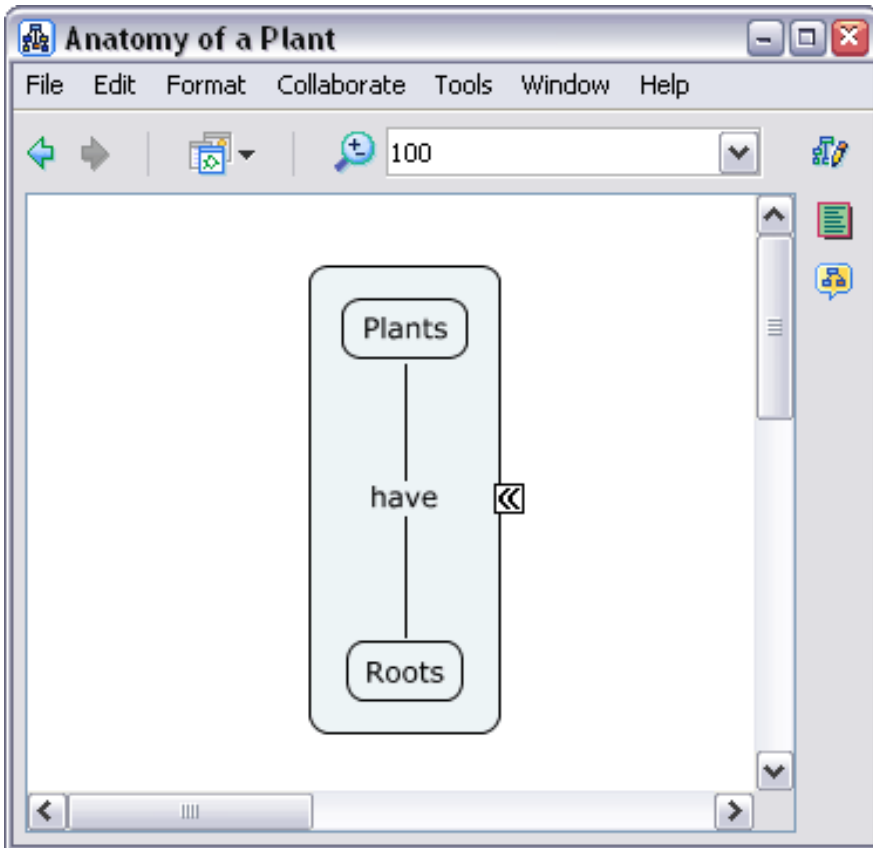 Anatomy of a Plant
File Edit Format Collaborate Tools Window Help
100
Plants
have
Roots